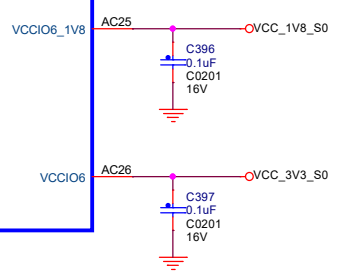 VCCIO6_1V8 AC25 VCC_1V8_S0
C396
0.1uF
C0201
16V
VCCIO6 AC26 VCC_3V3_S0
C397
0.1uF
C0201
16V